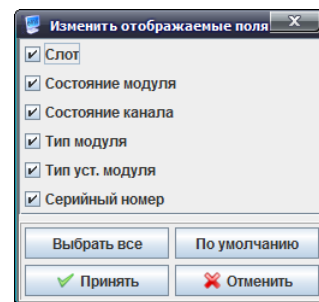 Изменить отображаемые поля
Слот
Состояние модуля
Состояние канала
Тип модуля
Тип уст. модуля
Серийный номер
Выбрать все По умолчанию
Принять Отменить